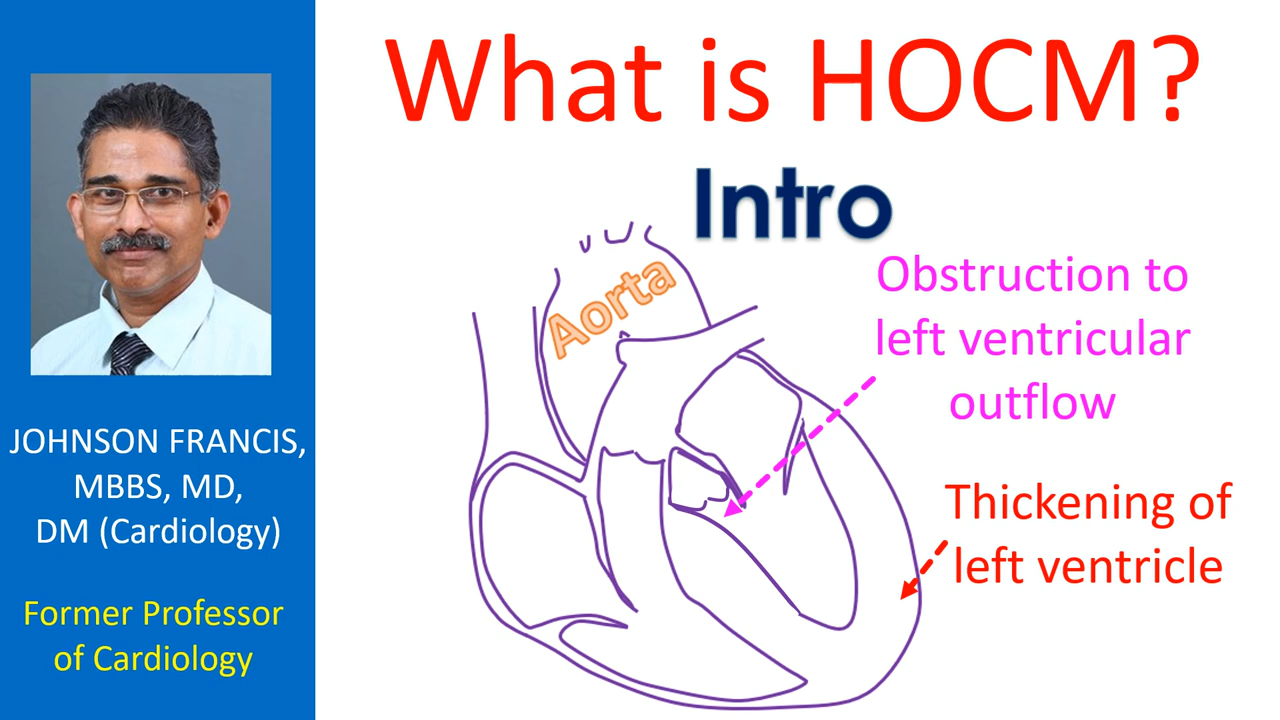 What is HOCM?
Intro
Aorta
Obstruction to
left ventricular
outflow
Thickening of
left ventricle
JOHNSON FRANCIS,
MBBS, MD,
DM (Cardiology)
Former Professor
of Cardiology